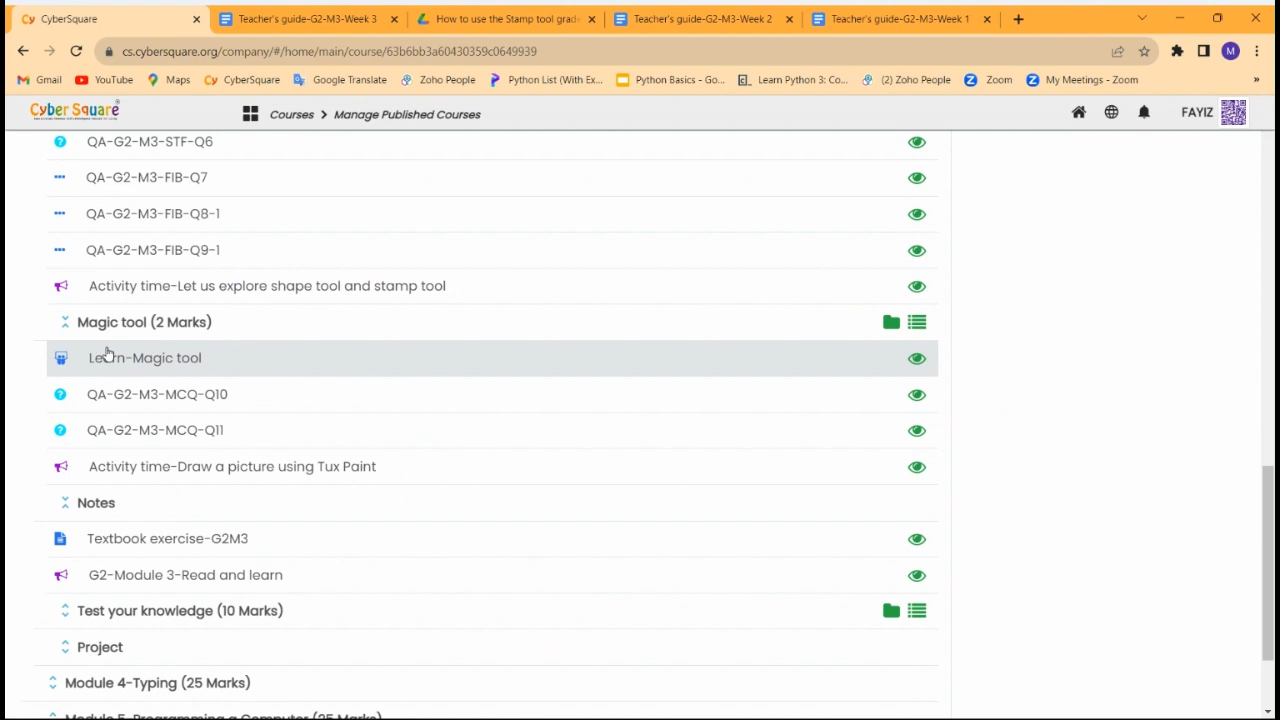 CyberSquare
Teacher's guide-G2-M3-Week 3
How to use the Stamp tool grad
Teacher's guide-G2-M3-Week 2
Teacher's guide-G2-M3-Week 1
cs.cybersquare.org/company/#/home/main/course/63b6bb3a60430359c0649939
M
Gmail
YouTube
Maps
CyberSquare
Google Translate
Zoho People
Python List (With Ex...
Python Basics - Go...
Learn Python 3: Co...
(2) Zoho People
Zoom
My Meetings - Zoom
»
Cyber Square
Courses > Manage Published Courses
FAYIZ
QA-G2-M3-STF-Q6
QA-G2-M3-FIB-Q7
QA-G2-M3-FIB-Q8-1
QA-G2-M3-FIB-Q9-1
Activity time-Let us explore shape tool and stamp tool
Magic tool (2 Marks)
Learn-Magic tool
QA-G2-M3-MCQ-Q10
QA-G2-M3-MCQ-Q11
Activity time-Draw a picture using Tux Paint
Notes
Textbook exercise-G2M3
G2-Module 3-Read and learn
Test your knowledge (10 Marks)
Project
Module 4-Typing (25 Marks)
Module 5-Programming a Computer (25 Marks)